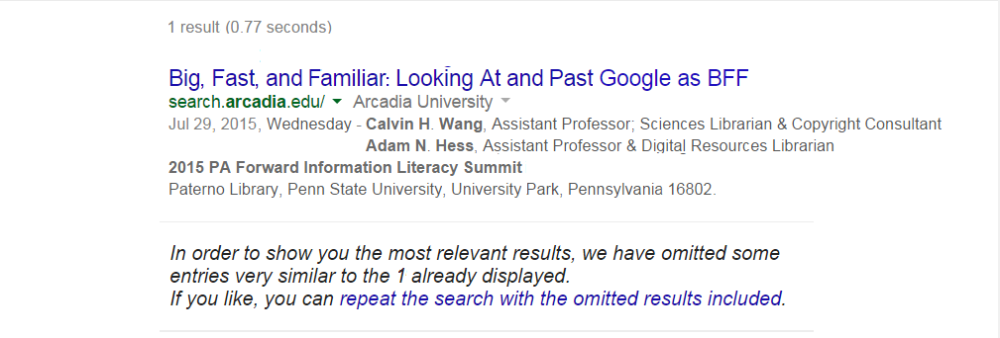 1 result (0.77 seconds)
Big, Fast, and Familiar: Looking At and Past Google as BFF
search.arcadia.edu/ Arcadia University
Jul 29, 2015, Wednesday - Calvin H. Wang, Assistant Professor; Sciences Librarian & Copyright Consultant
Adam N. Hess, Assistant Professor & Digital Resources Librarian
2015 PA Forward Information Literacy Summit
Paterno Library, Penn State University, University Park, Pennsylvania 16802.
In order to show you the most relevant results, we have omitted some
entries very similar to the 1 already displayed.
If you like, you can repeat the search with the omitted results included.